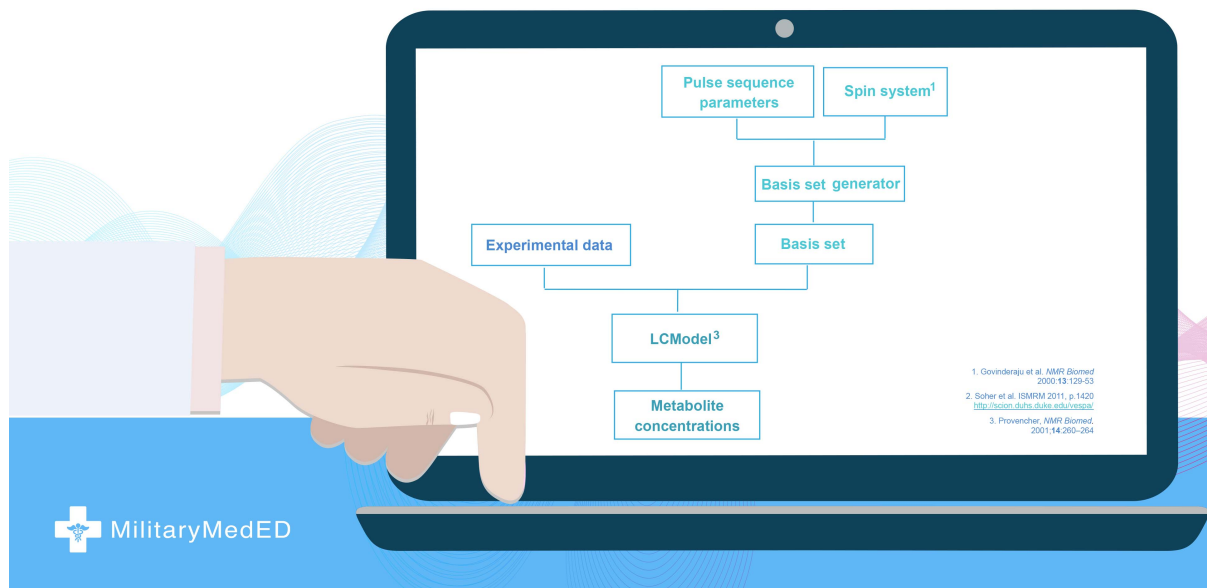 Pulse sequence
parameters
Spin system1
Basis set generator
Experimental data
Basis set
LCModel3
Metabolite
concentrations
1. Govinderaju et al. NMR Biomed
2000:13:129-53
2. Soher et al. ISMRM 2011, p.1420
http://scion.duhs.duke.edu/vespa/
3. Provencher, NMR Biomed,
2001;14:260–264
MilitaryMedED